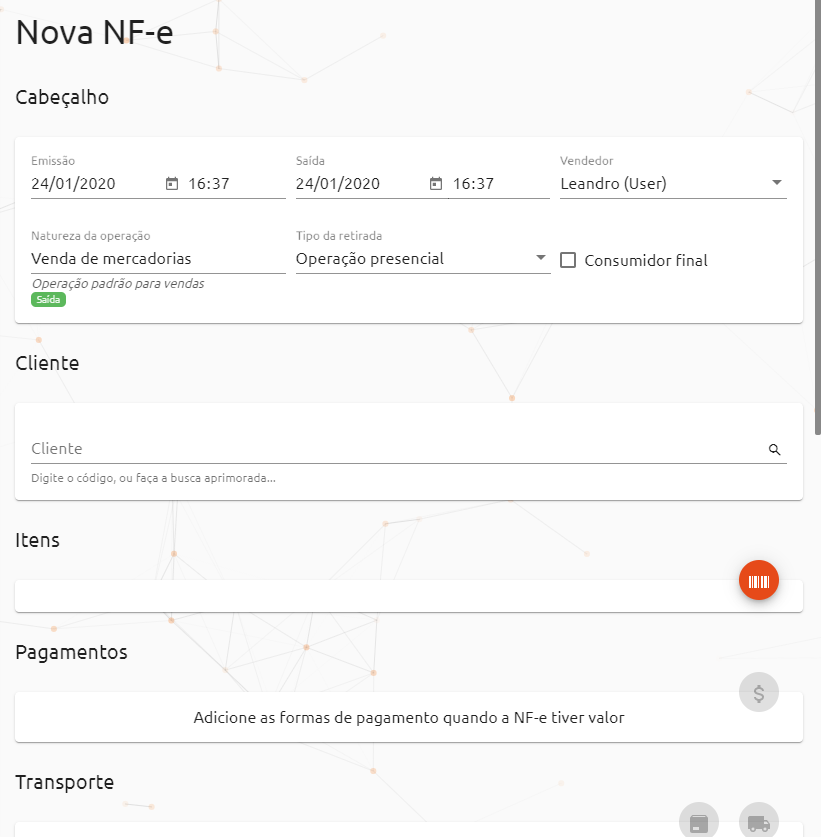 Nova NF-e
Cabeçalho
Emissão
Saída
Vendedor
24/01/2020 16:37
24/01/2020 16:37
Leandro (User)
Natureza da operação
Tipo da retirada
Venda de mercadorias
Operação presencial
Consumidor final
Operação padrão para vendas
Saída
Cliente
Cliente
Digite o código, ou faça a busca aprimorada...
Itens
Pagamentos
$
Adicione as formas de pagamento quando a NF-e tiver valor
Transporte